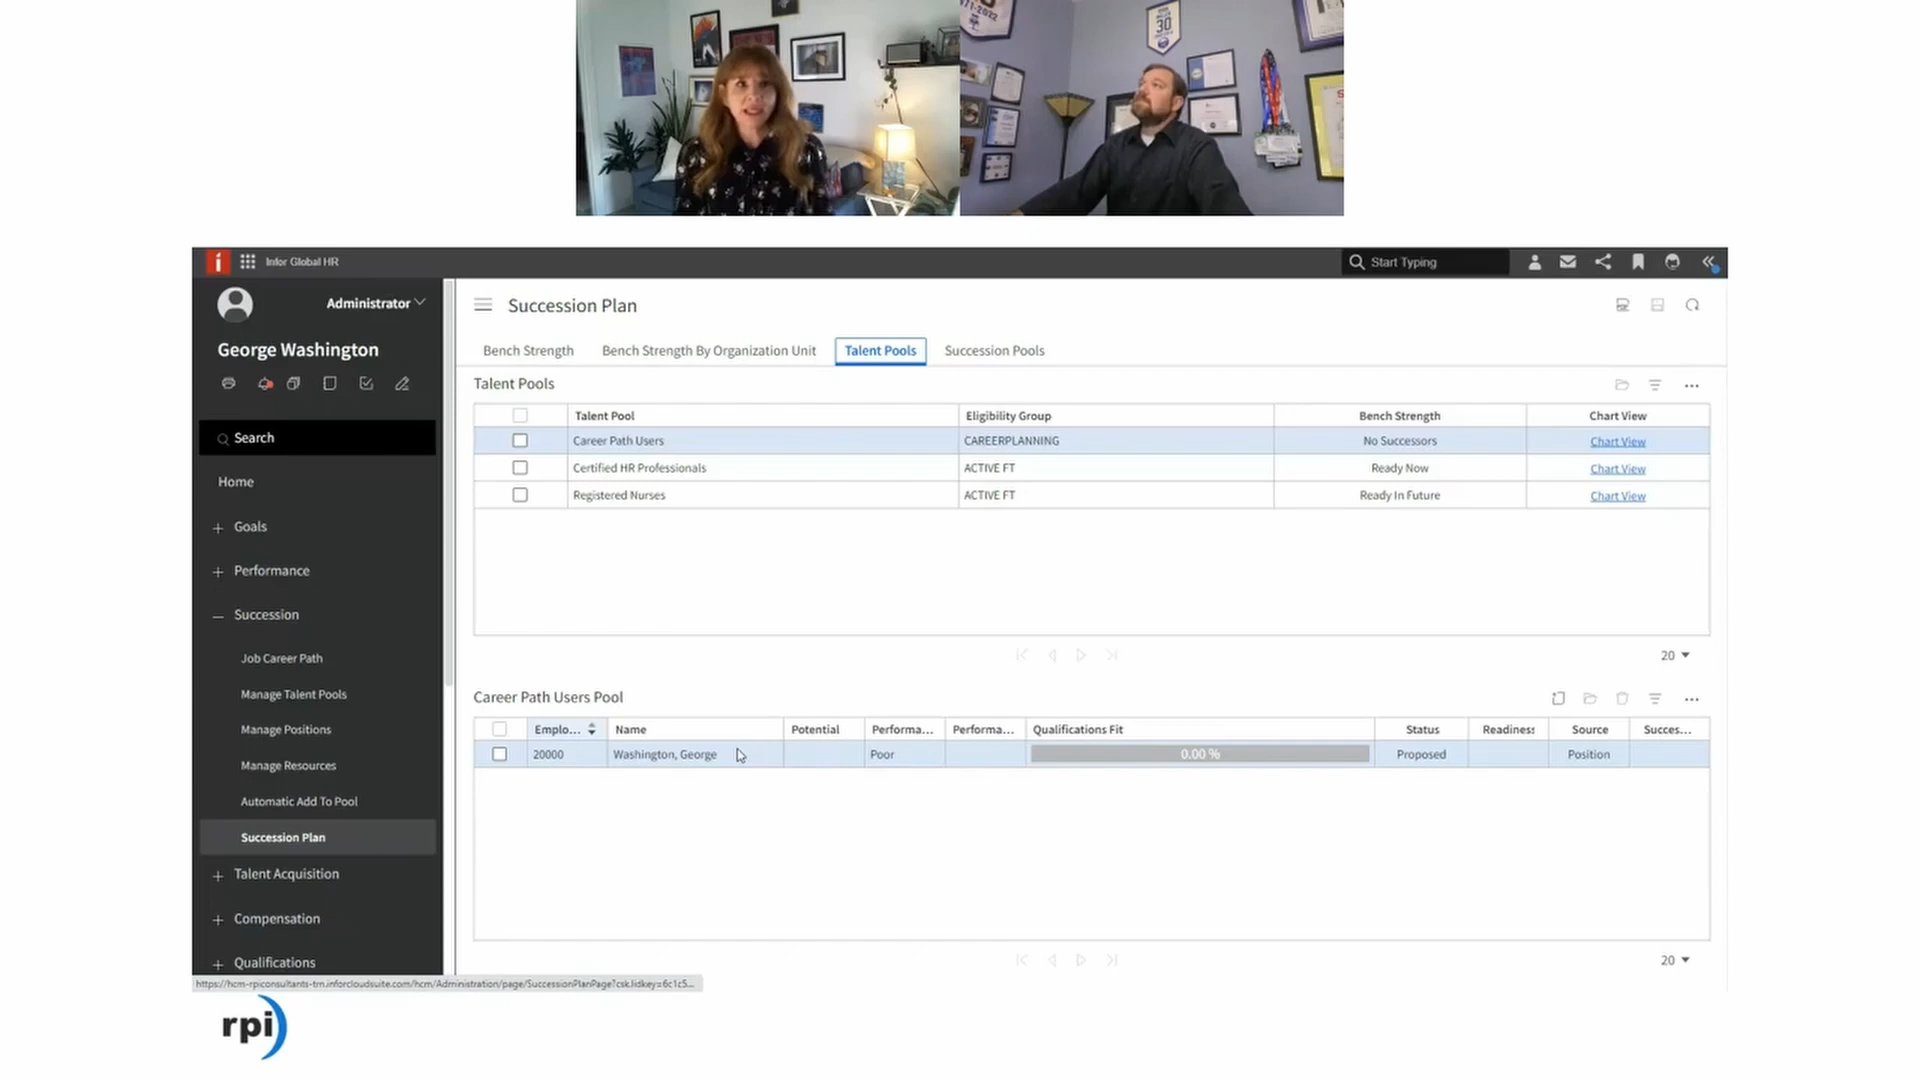 30
Infor Global HR
Start Typing
Administrator
George Washington
Search
Home
Goals
Performance
Succession
Job Career Path
Manage Talent Pools
Manage Positions
Manage Resources
Automatic Add To Pool
Succession Plan
Talent Acquisition
Compensation
Qualifications
Succession Plan
Bench Strength Bench Strength By Organization Unit Talent Pools Succession Pools
Talent Pools
Talent Pool Eligibility Group Bench Strength Chart View
Career Path Users CAREERPLANNING No Successors Chart View
Certified HR Professionals ACTIVE FT Ready Now Chart View
Registered Nurses ACTIVE FT Ready In Future Chart View
20
Career Path Users Pool
Emplo... Name Potential Performa... Performa... Qualifications Fit Status Readiness Source Succes...
20000 Washington, George Poor 0.00 % Proposed Position
20
rpi